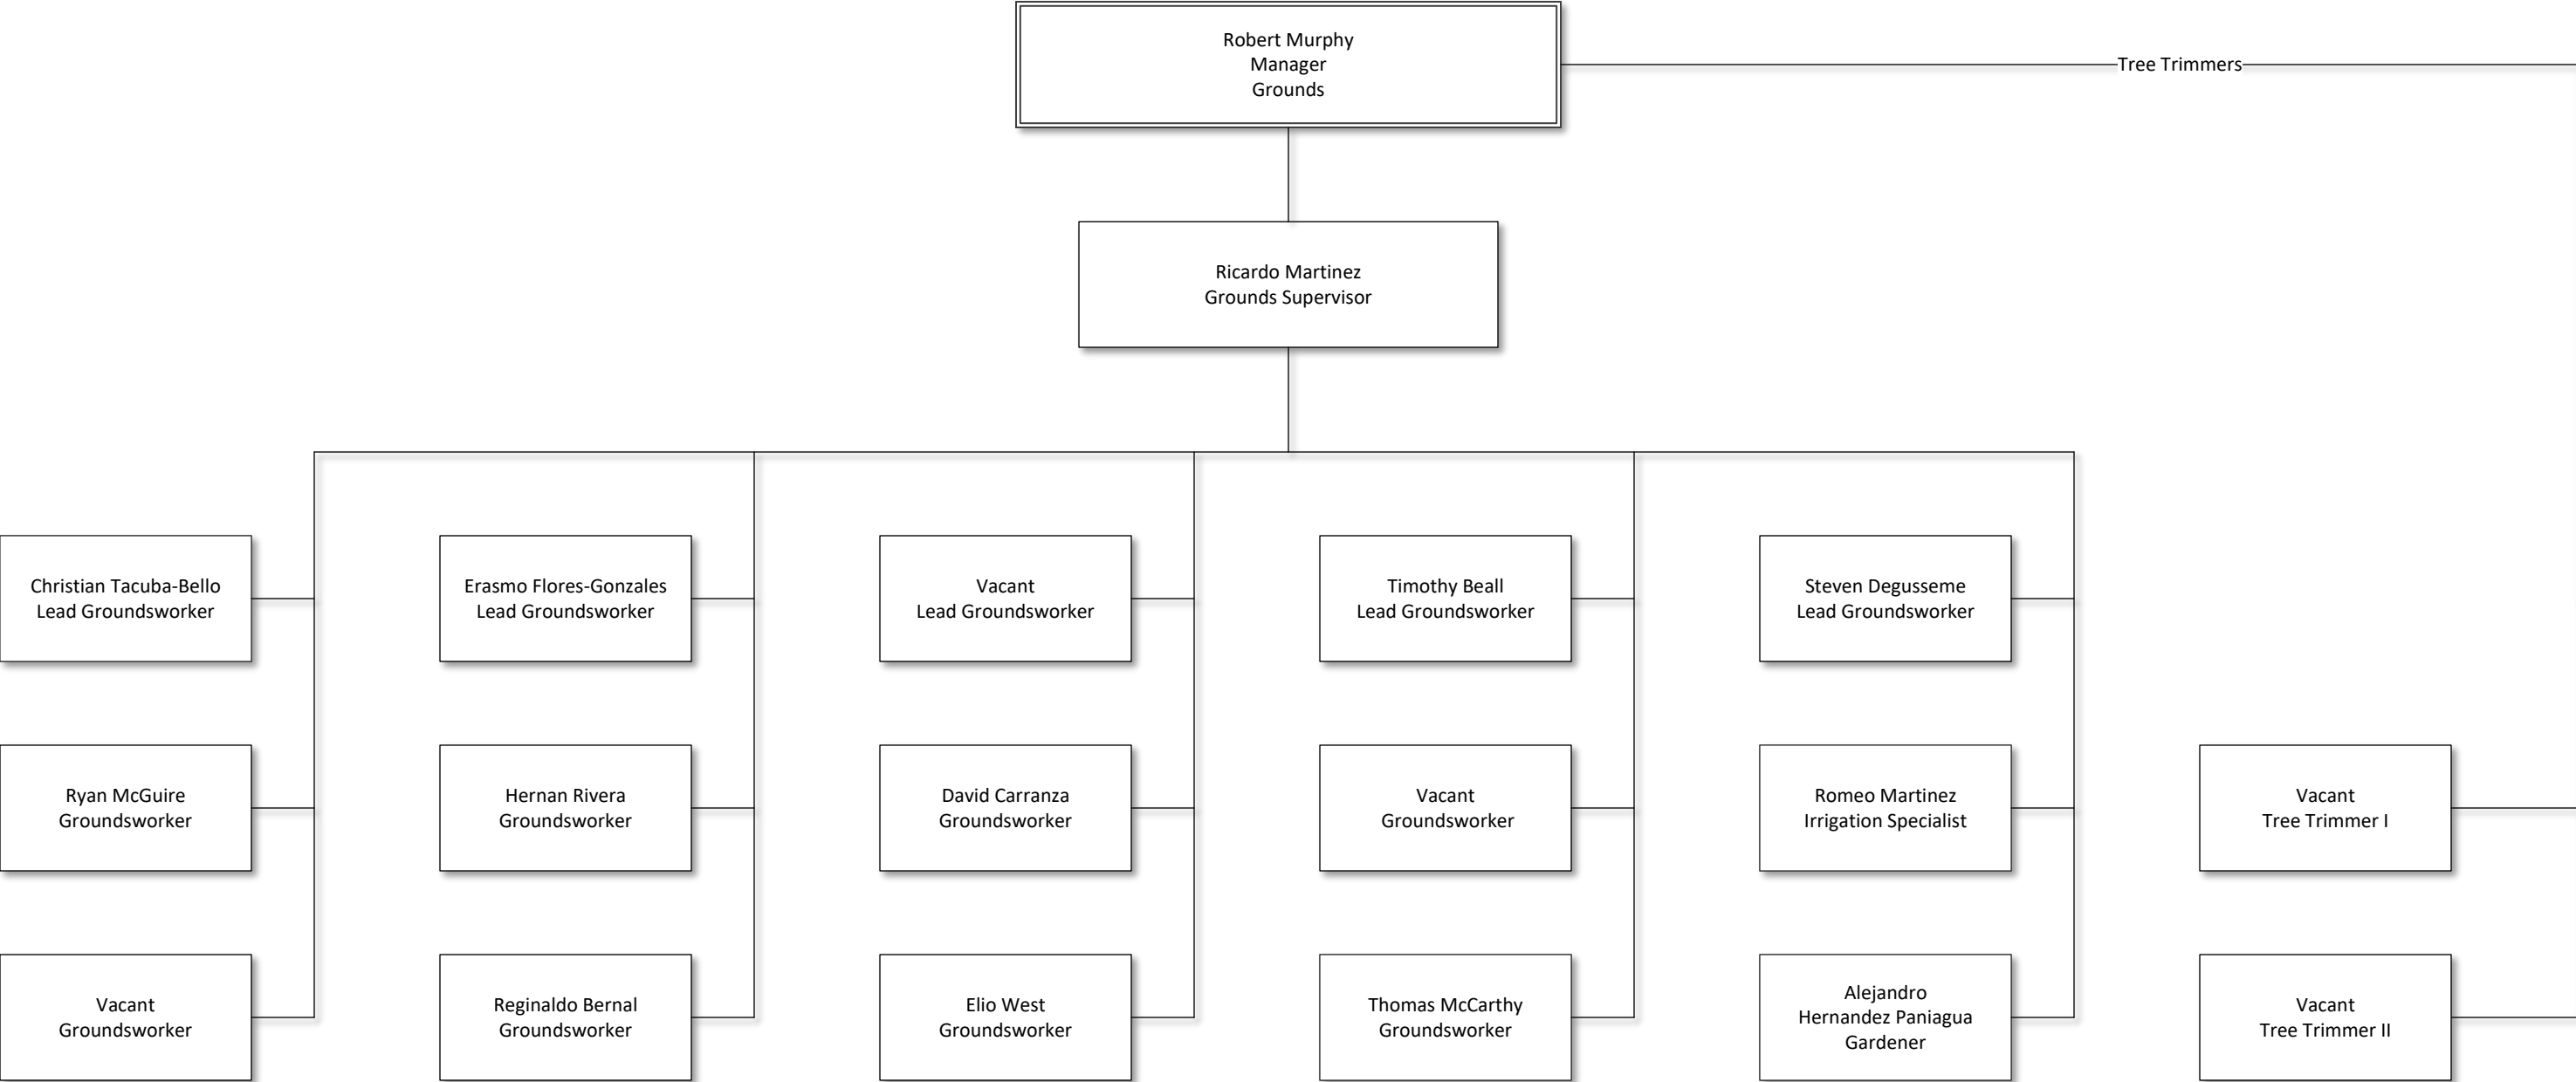 Robert Murphy
Manager
Grounds
Tree Trimmers
Ricardo Martinez
Grounds Supervisor
Christian Tacuba-Bello
Lead Groundsworker
Erasmo Flores-Gonzales
Lead Groundsworker
Vacant
Lead Groundsworker
Timothy Beall
Lead Groundsworker
Steven Degusseme
Lead Groundsworker
Ryan McGuire
Groundsworker
Hernan Rivera
Groundsworker
David Carranza
Groundsworker
Vacant
Groundsworker
Romeo Martinez
Irrigation Specialist
Vacant
Tree Trimmer I
Vacant
Groundsworker
Reginaldo Bernal
Groundsworker
Elio West
Groundsworker
Thomas McCarthy
Groundsworker
Alejandro
Hernandez Paniagua
Gardener
Vacant
Tree Trimmer II